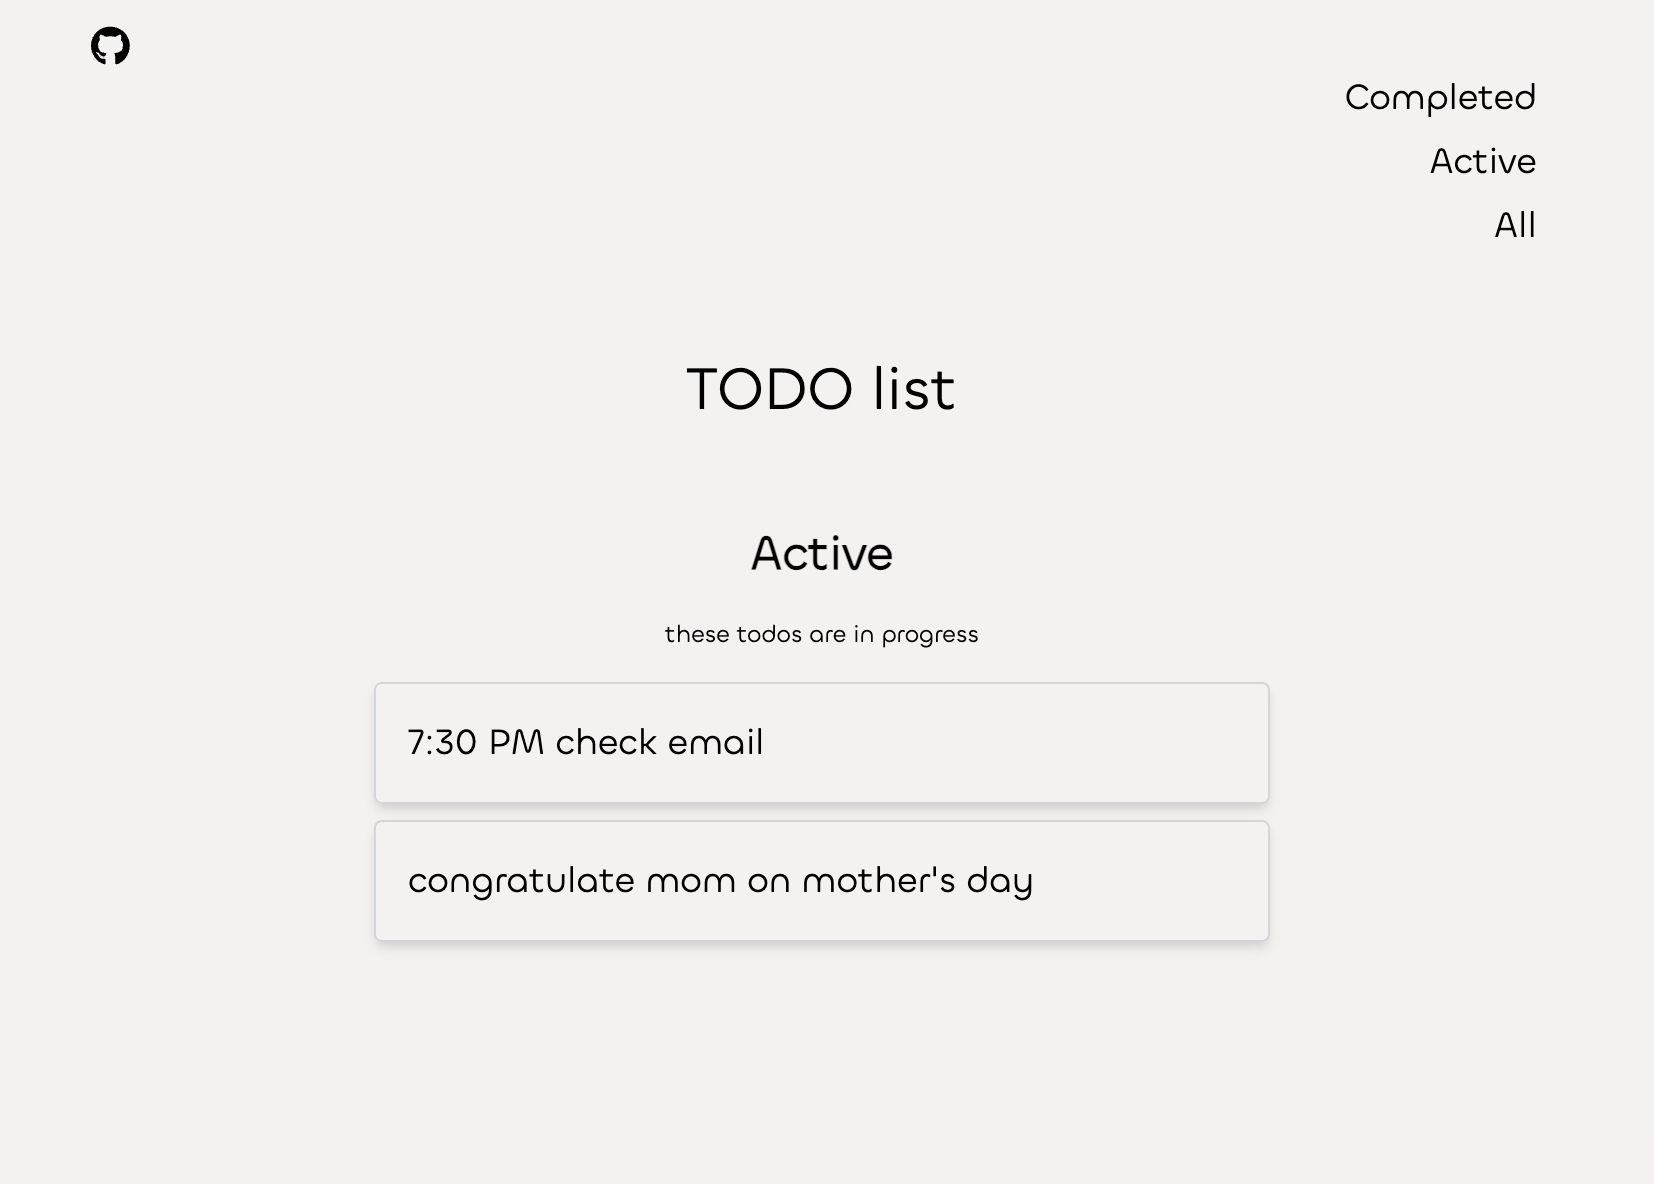 Completed
Active
All
TODO list
Active
these todos are in progress
7:30 PM check email
congratulate mom on mother's day